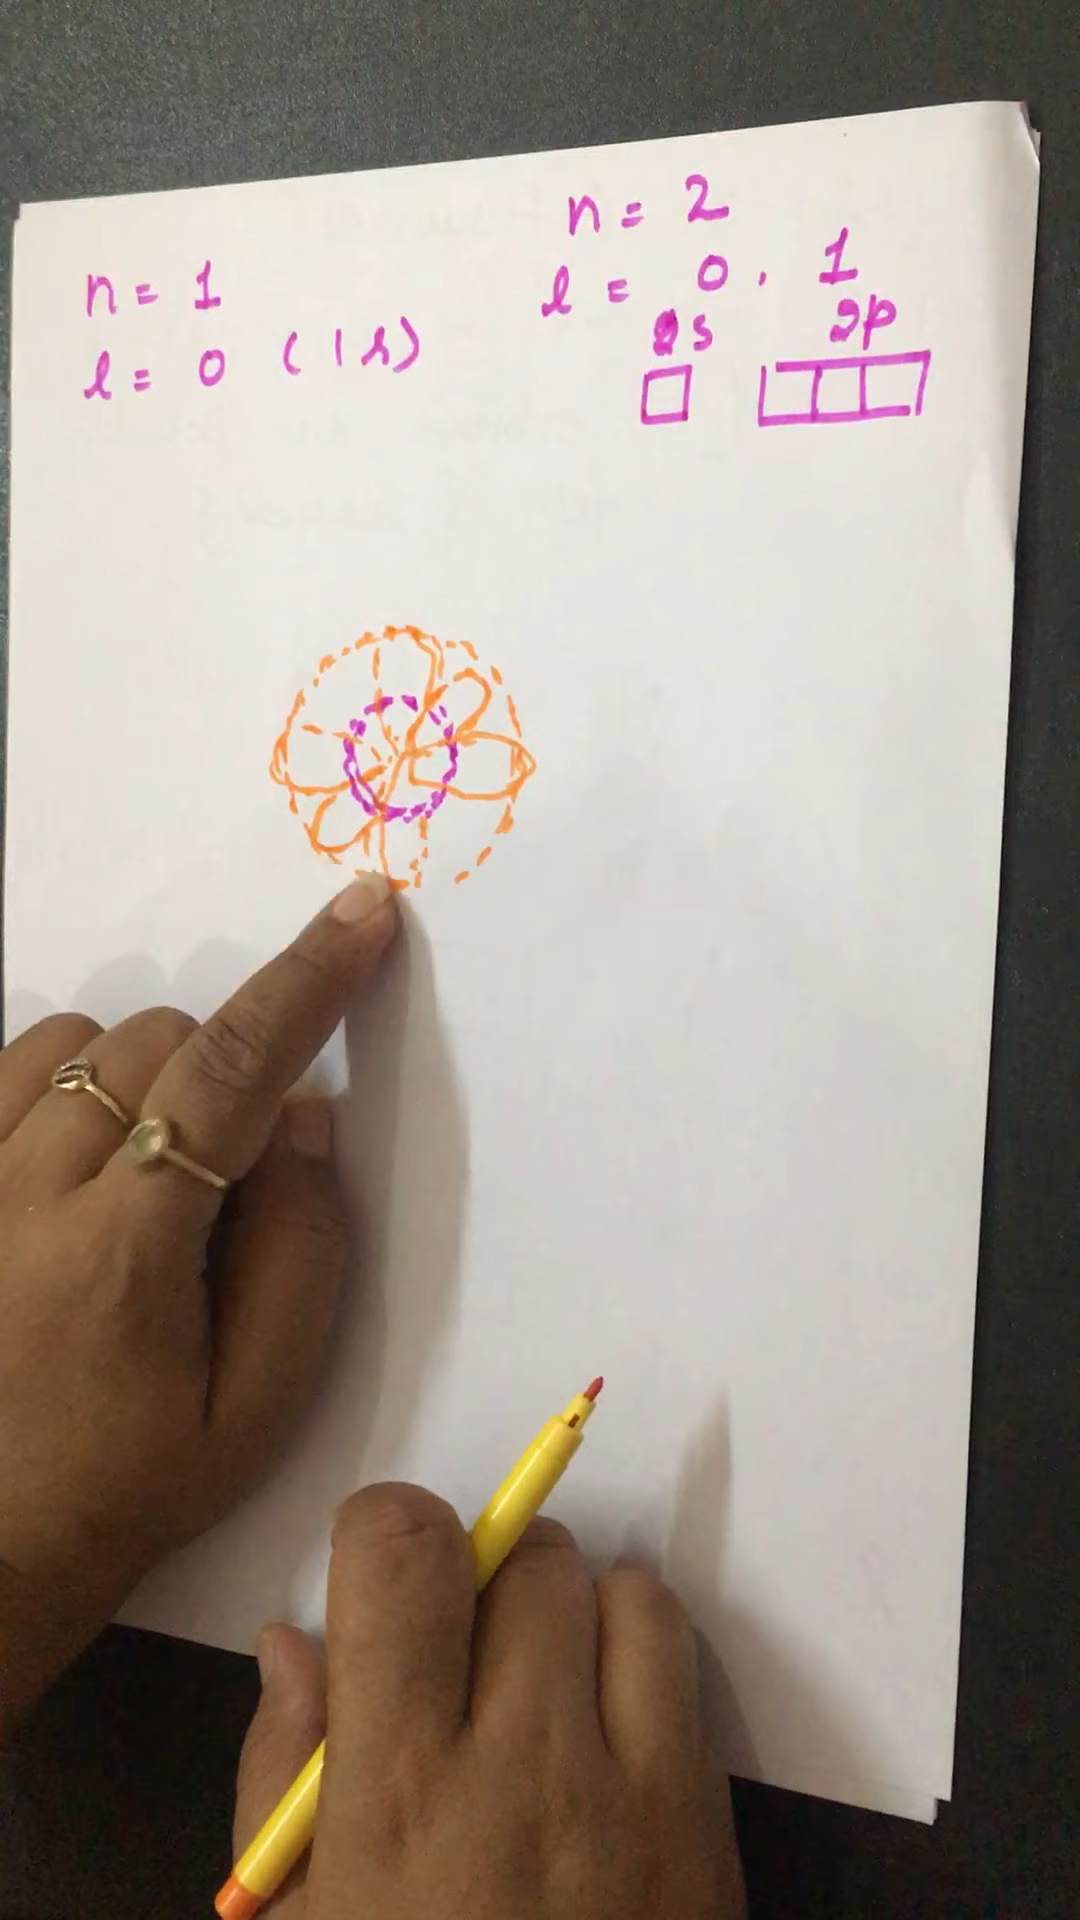 n = 1
l = 0 (1s)
n = 2
l = 0, 1
2s 2p